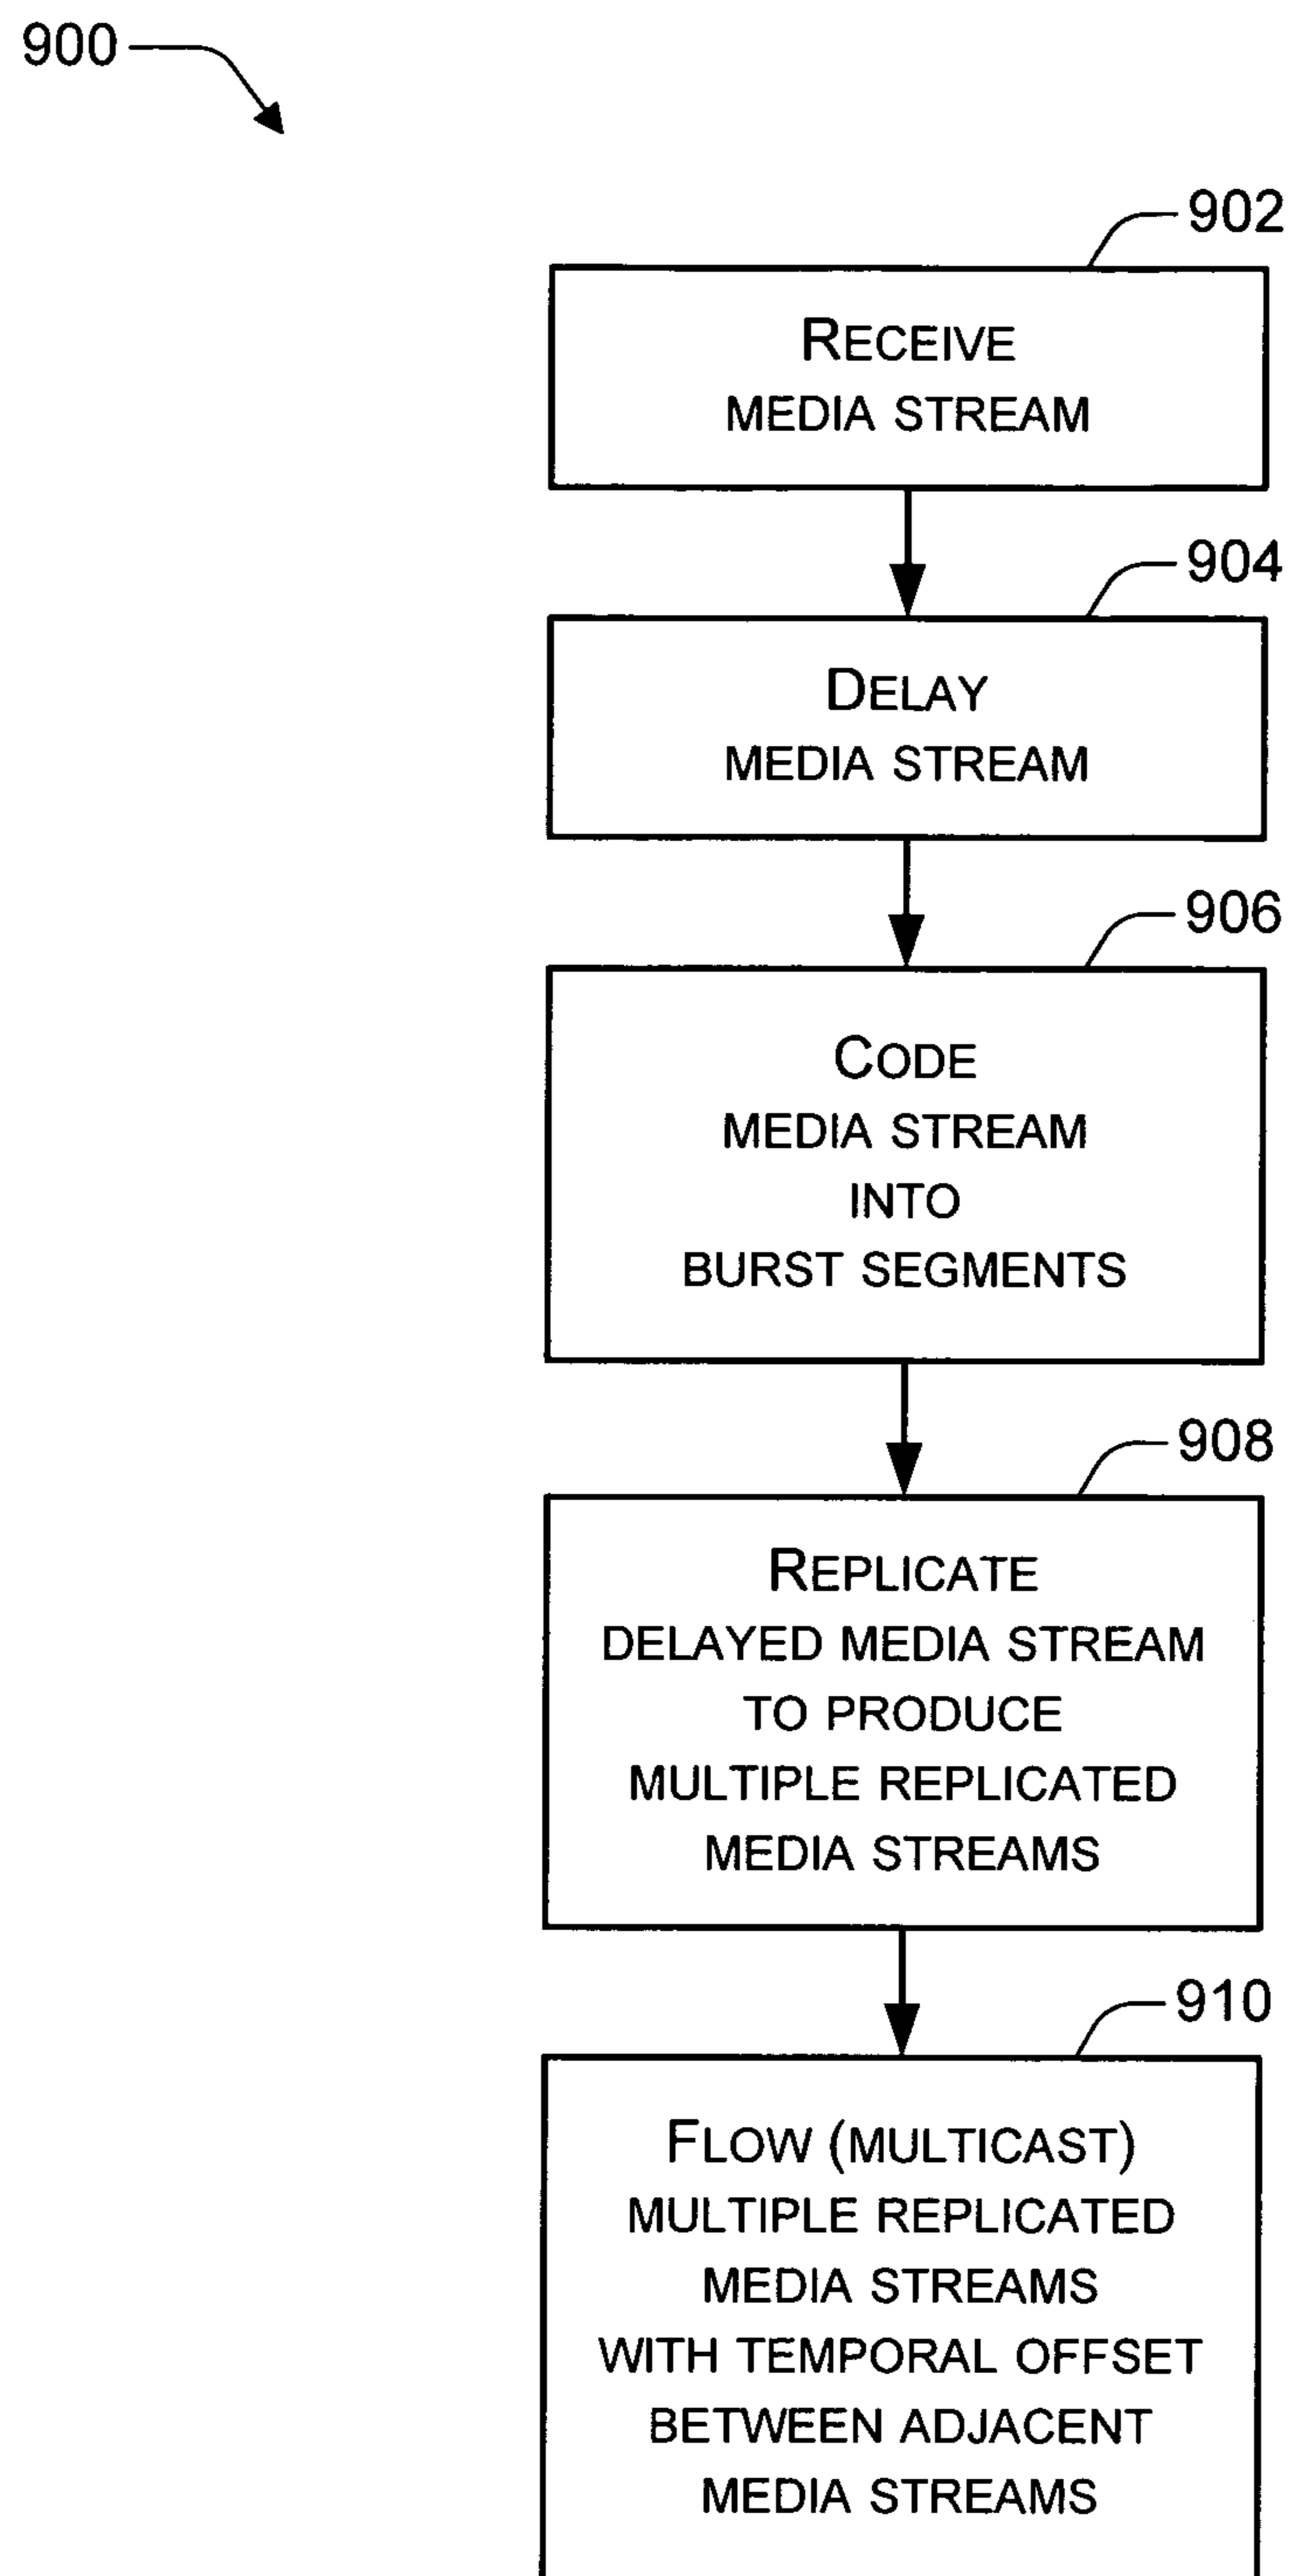 900
902
RECEIVE
MEDIA STREAM
904
DELAY
MEDIA STREAM
906
CODE
MEDIA STREAM
INTO
BURST SEGMENTS
908
REPLICATE
DELAYED MEDIA STREAM
TO PRODUCE
MULTIPLE REPLICATED
MEDIA STREAMS
910
FLOW (MULTICAST)
MULTIPLE REPLICATED
MEDIA STREAMS
WITH TEMPORAL OFFSET
BETWEEN ADJACENT
MEDIA STREAMS